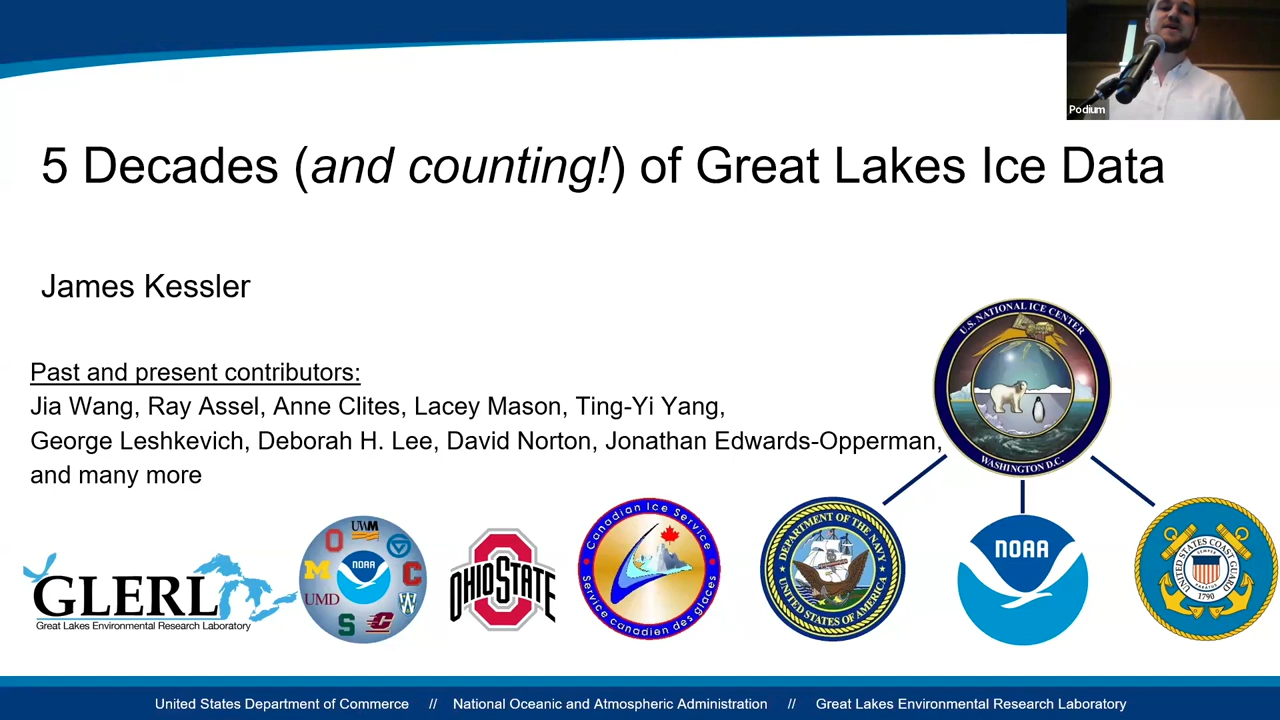 Podium
5 Decades (and counting!) of Great Lakes Ice Data
James Kessler
Past and present contributors:
Jia Wang, Ray Assel, Anne Clites, Lacey Mason, Ting-Yi Yang,
George Leshkevich, Deborah H. Lee, David Norton, Jonathan Edwards-Opperman,
and many more
U.S. NATIONAL ICE CENTER
WASHINGTON D.C.
GLERL
Great Lakes Environmental Research Laboratory
UWM
O
NOAA
M
C
UMD
W
S
C
OHIO STATE
Canadian Ice Service
Service canadien des glaces
DEPARTMENT OF THE NAVY
UNITED STATES OF AMERICA
NOAA
UNITED STATES COAST GUARD
SEMPER
PARATUS
1790
United States Department of Commerce // National Oceanic and Atmospheric Administration // Great Lakes Environmental Research Laboratory